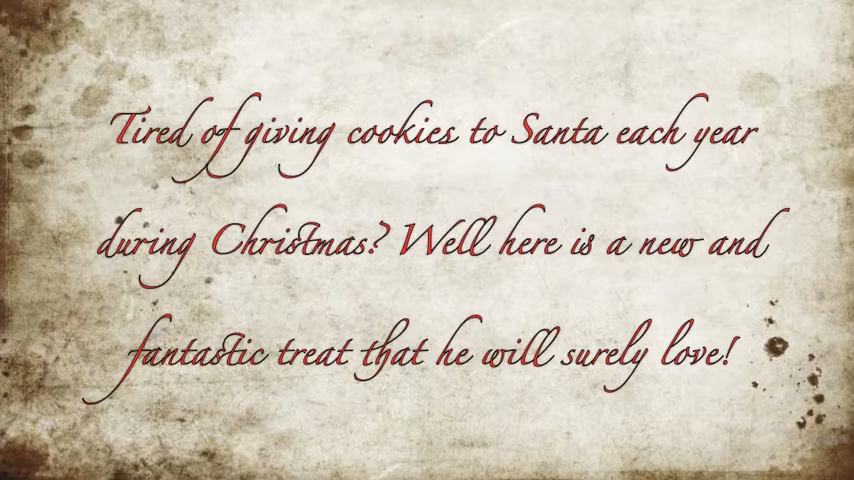 Tired of giving cookies to Santa each year
during Christmas? Well here is a new and
fantastic treat that he will surely love!